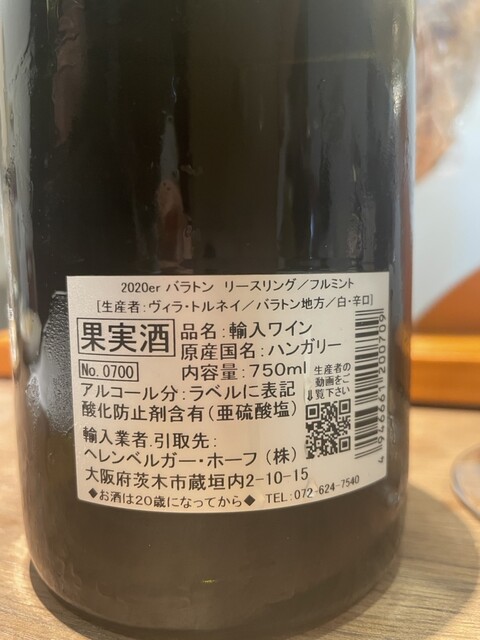 2020er バラトン リースリング／フルミント
[生産者：ヴィラ・トルネイ／バラトン地方／白・辛口]
果実酒
No. 0700
品名：輸入ワイン
原産国名：ハンガリー
内容量：750ml
アルコール分：ラベルに表記
酸化防止剤含有（亜硫酸塩）
生産者の
動画をご
覧下さい
輸入業者.引取先：
ヘレンベルガー・ホーフ（株）
大阪府茨木市蔵垣内2-10-15
◆お酒は20歳になってから◆
TEL：072-624-7540
4 946661 200709